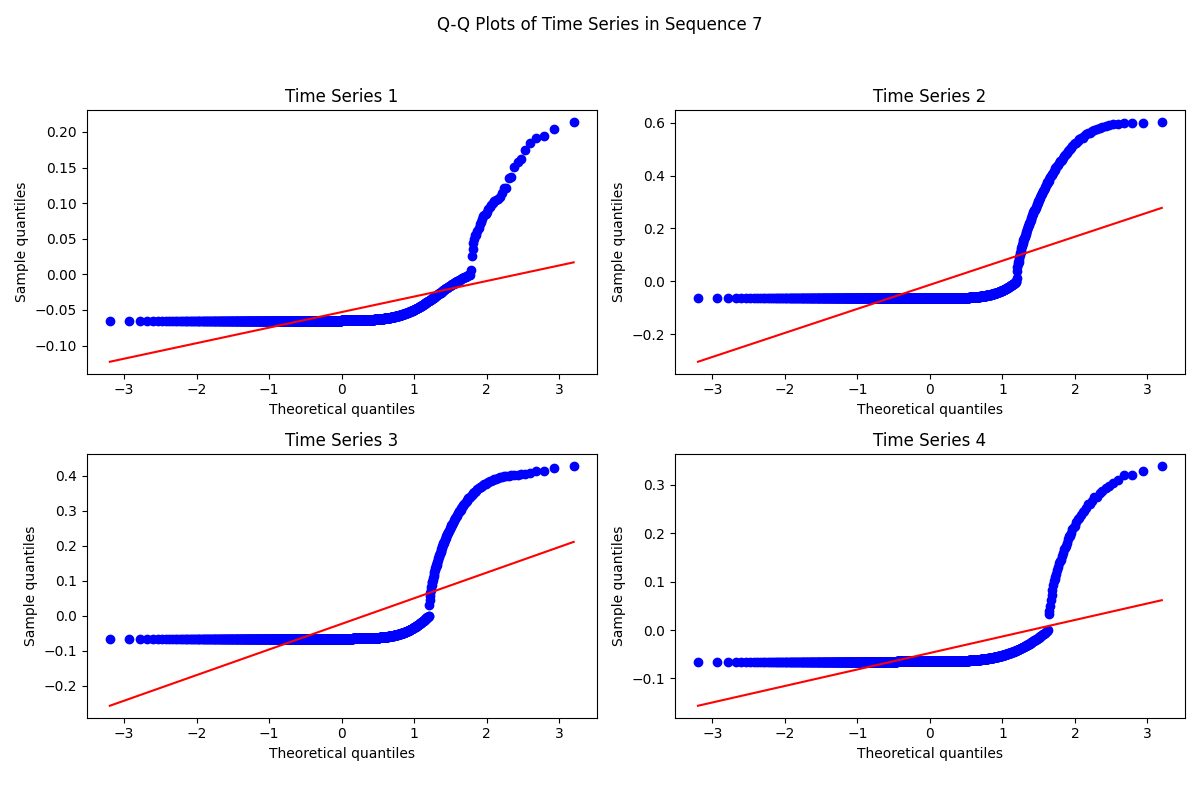 Q-Q Plots of Time Series in Sequence 7
Time Series 1
0.20
0.15
0.10
0.05
0.00
−0.05
−0.10
Sample quantiles
−3 −2 −1 0 1 2 3
Theoretical quantiles
Time Series 2
0.6
0.4
0.2
0.0
−0.2
Sample quantiles
−3 −2 −1 0 1 2 3
Theoretical quantiles
Time Series 3
0.4
0.3
0.2
0.1
0.0
−0.1
−0.2
Sample quantiles
−3 −2 −1 0 1 2 3
Theoretical quantiles
Time Series 4
0.3
0.2
0.1
0.0
−0.1
Sample quantiles
−3 −2 −1 0 1 2 3
Theoretical quantiles